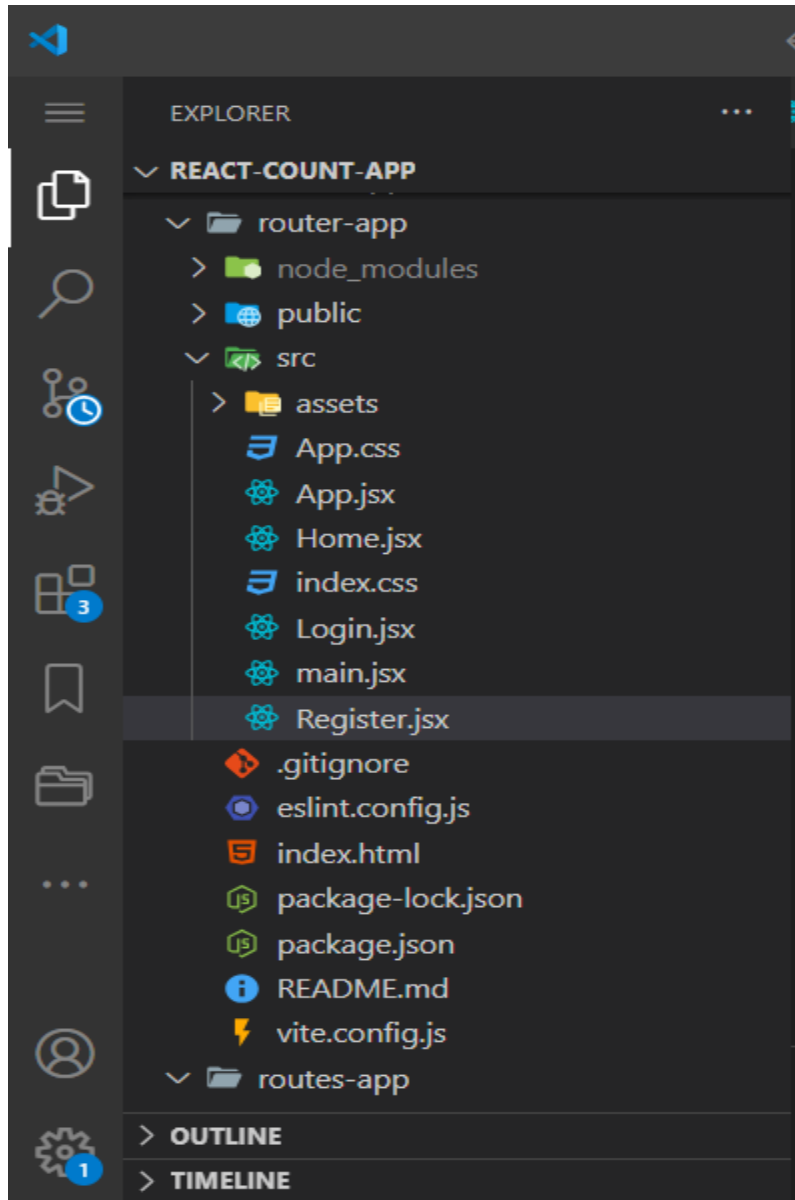 EXPLORER
REACT-COUNT-APP
router-app
node_modules
public
src
assets
App.css
App.jsx
Home.jsx
index.css
Login.jsx
3
main.jsx
Register.jsx
.gitignore
eslint.config.js
index.html
package-lock.json
package.json
README.md
vite.config.js
routes-app
OUTLINE
1
TIMELINE